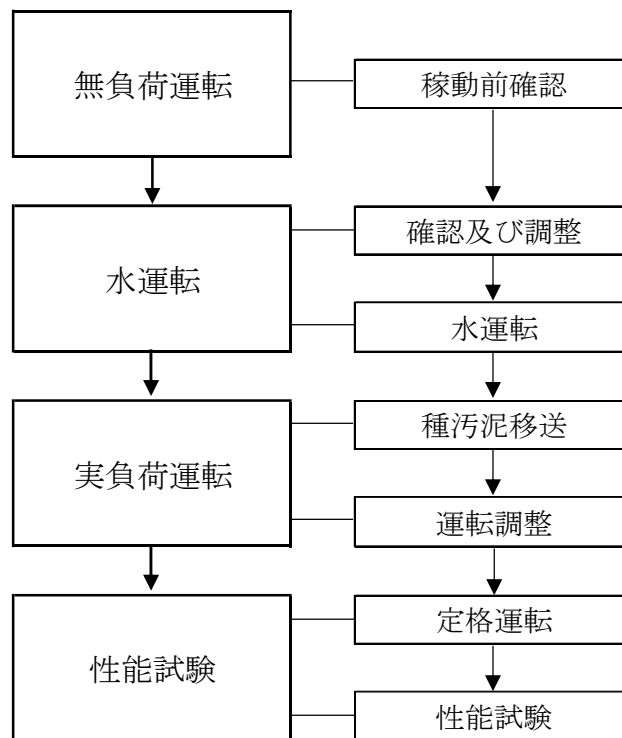 無負荷運転
稼動前確認
水運転
確認及び調整
水運転
実負荷運転
種汚泥移送
運転調整
性能試験
定格運転
性能試験